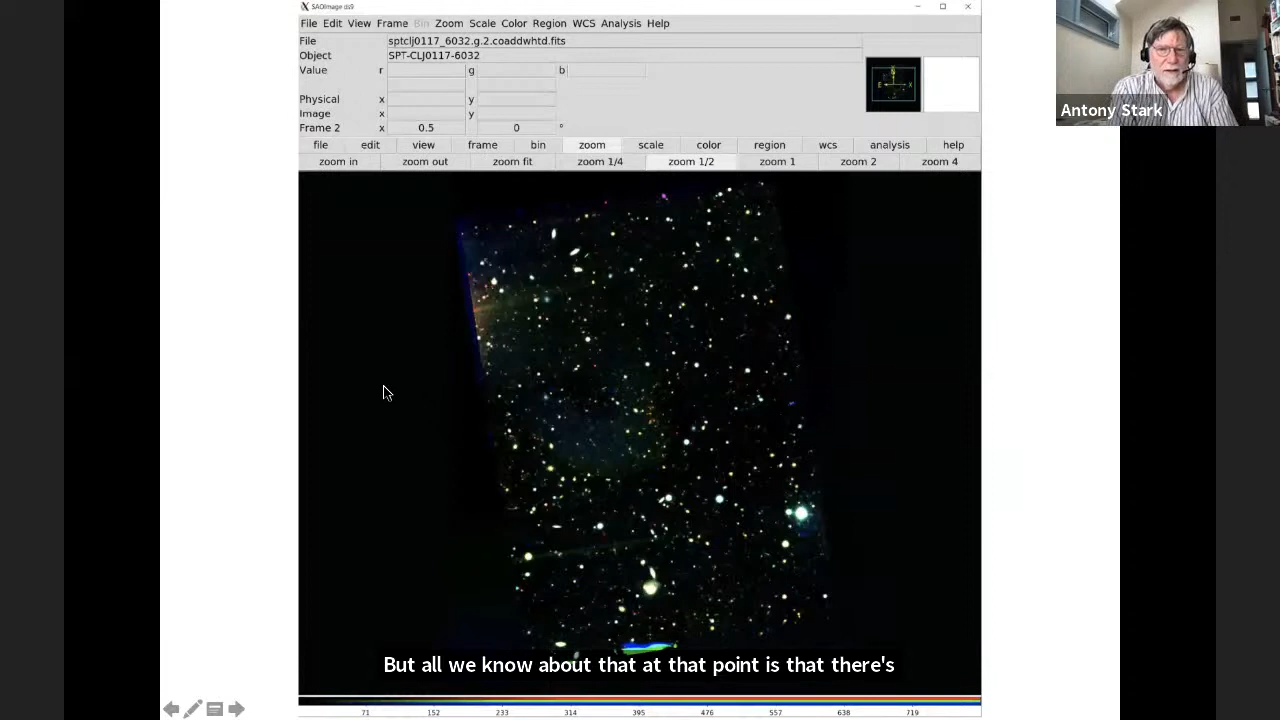 SAOImage ds9
File Edit View Frame Bin Zoom Scale Color Region WCS Analysis Help
File sptclj0117_6032.g.2.coaddwhtd.fits
Object SPT-CLJ0117-6032
Value r g b
Physical x y
Image x y
Frame 2 x 0.5 0 °
file edit view frame bin zoom scale color region wcs analysis help
zoom in zoom out zoom fit zoom 1/4 zoom 1/2 zoom 1 zoom 2 zoom 4
N
E X
Antony Stark
But all we know about that at that point is that there's
71 152 233 314 395 476 557 638 719